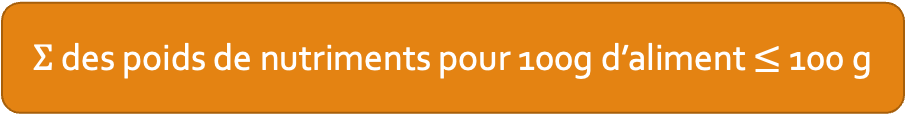 Σ des poids de nutriments pour 100g d’aliment ≤ 100 g